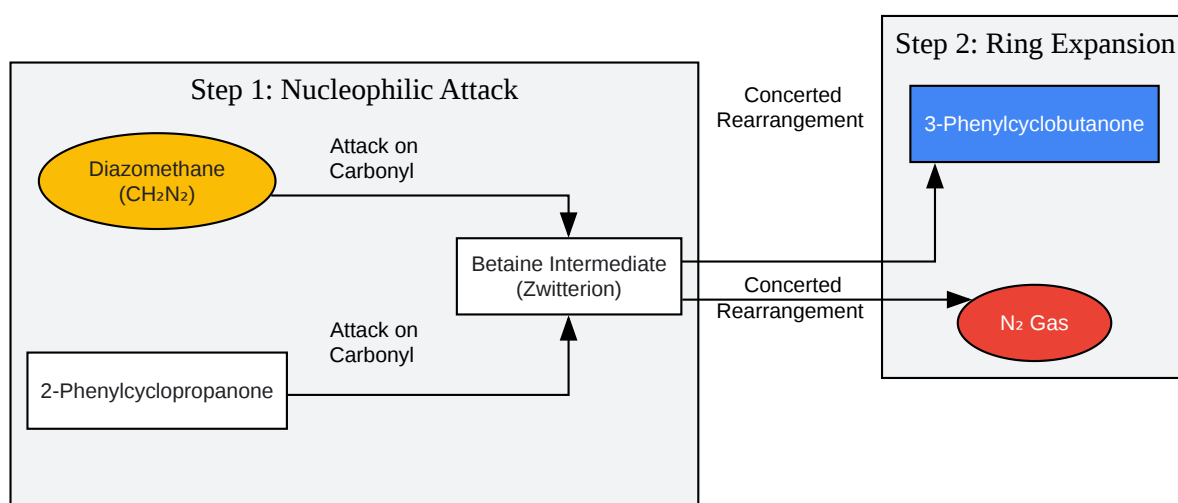 Step 1: Nucleophilic Attack
Diazomethane
(CH₂N₂)
Attack on
Carbonyl
Betaine Intermediate
(Zwitterion)
Attack on
Carbonyl
2-Phenylcyclopropanone
Concerted
Rearrangement
Concerted
Rearrangement
Step 2: Ring Expansion
3-Phenylcyclobutanone
N₂ Gas